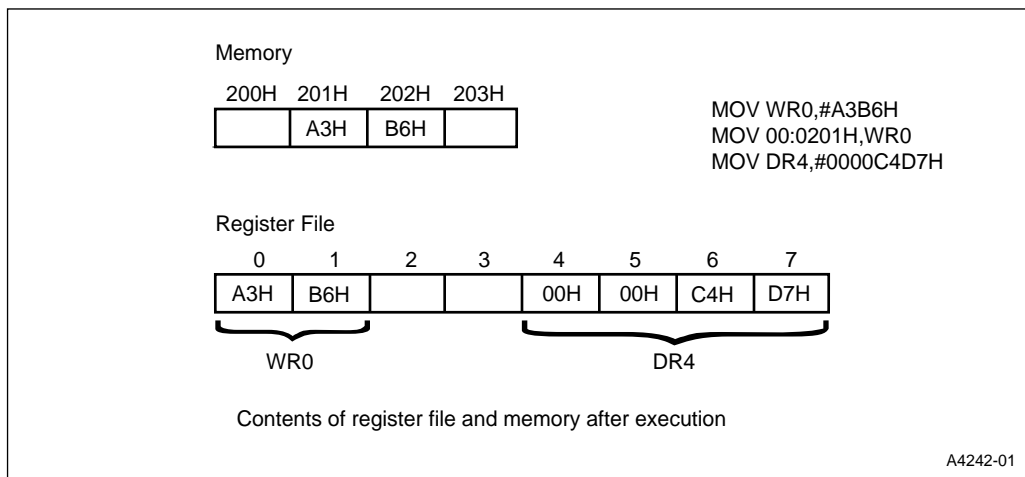 Memory
200H 201H 202H 203H
A3H B6H
MOV WR0,#A3B6H
MOV 00:0201H,WR0
MOV DR4,#0000C4D7H
Register File
0 1 2 3 4 5 6 7
A3H B6H 00H 00H C4H D7H
WR0 DR4
Contents of register file and memory after execution
A4242-01